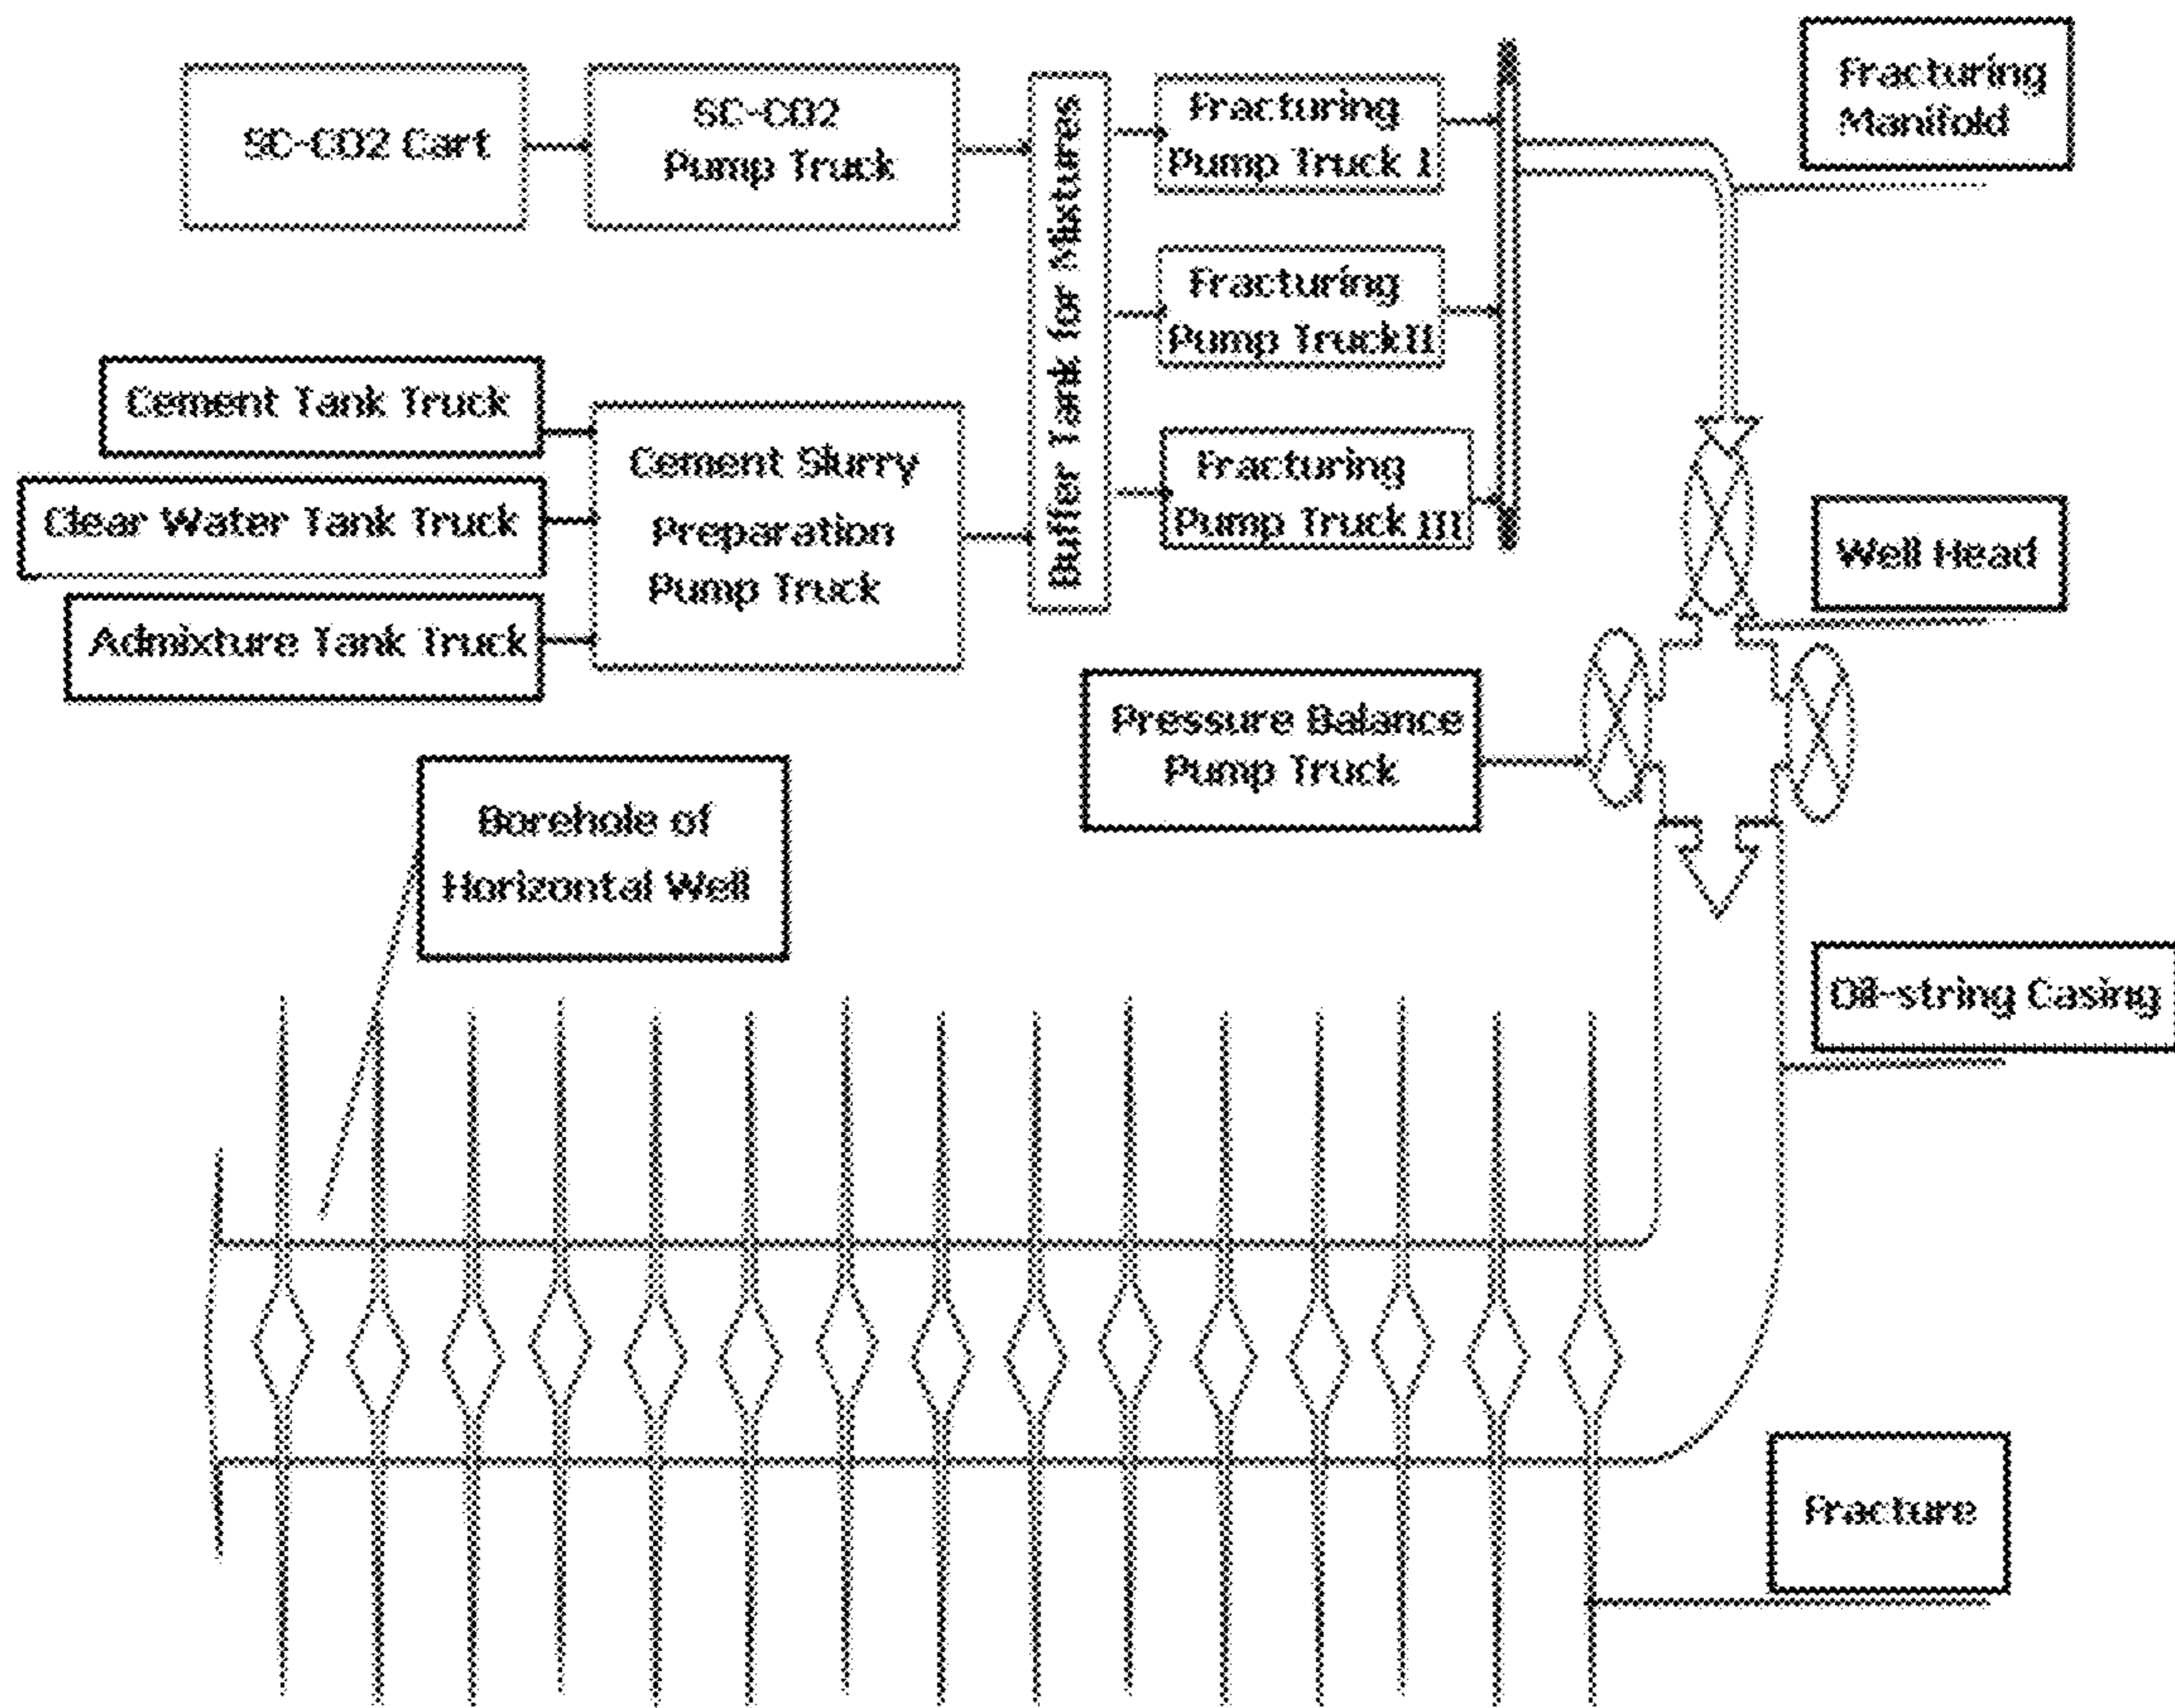 SC-CO2 Cart
SC-CO2
Pump Truck
Buffer Tank for Mixtures
Fracturing
Pump Truck I
Fracturing
Pump TruckII
Fracturing
Pump Truck III
Fracturing
Manifold
Cement Tank Truck
Clear Water Tank Truck
Admixture Tank Truck
Cement Slurry
Preparation
Pump Truck
Well Head
Pressure Balance
Pump Truck
Borehole of
Horizontal Well
Oil-string Casing
Fracture